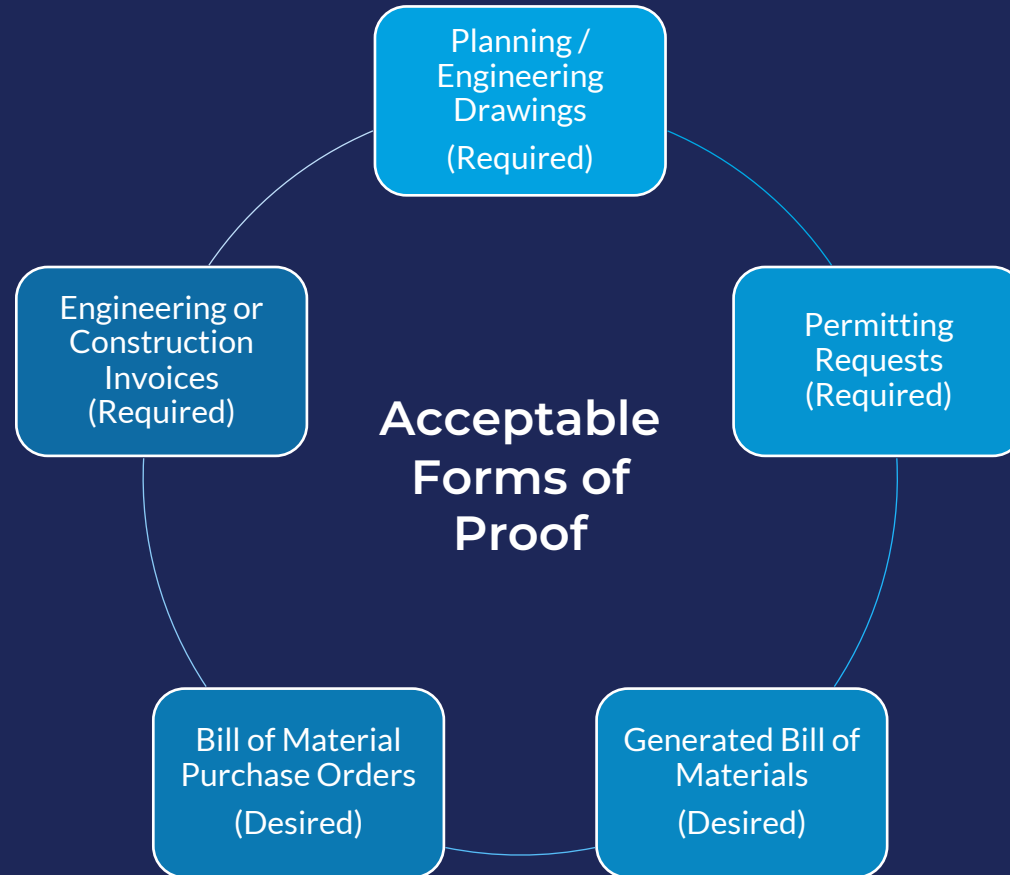 Planning /
Engineering
Drawings
(Required)
Permitting
Requests
(Required)
Generated Bill of
Materials
(Desired)
Bill of Material
Purchase Orders
(Desired)
Engineering or
Construction
Invoices
(Required)
Acceptable
Forms of
Proof